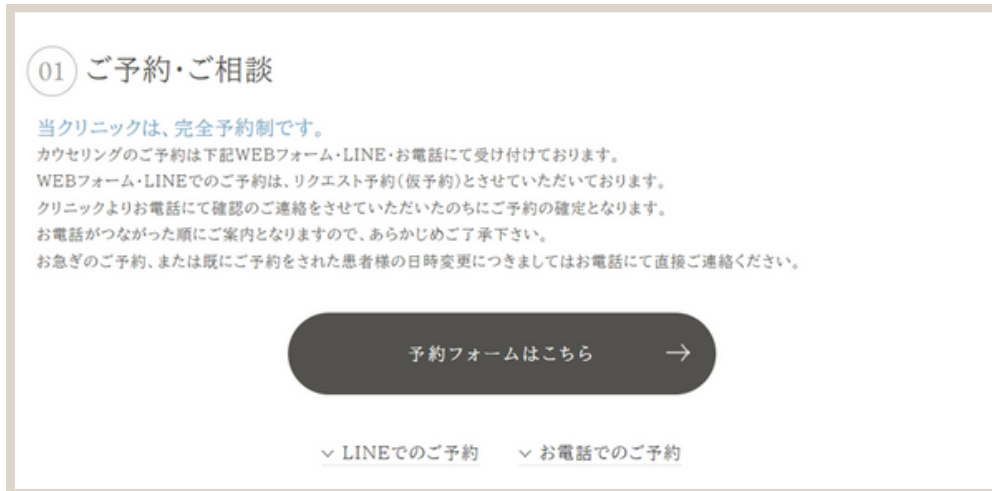 01 ご予約・ご相談
当クリニックは、完全予約制です。
カウセリングのご予約は下記WEBフォーム・LINE・お電話にて受け付けております。
WEBフォーム・LINEでのご予約は、リクエスト予約(仮予約)とさせていただいております。
クリニックよりお電話にて確認のご連絡をさせていただいたのちにご予約の確定となります。
お電話がつながった順にご案内となりますので、あらかじめご了承下さい。
お急ぎのご予約、または既にご予約をされた患者様の日時変更につきましてはお電話にて直接ご連絡ください。
予約フォームはこちら
LINEでのご予約 お電話でのご予約